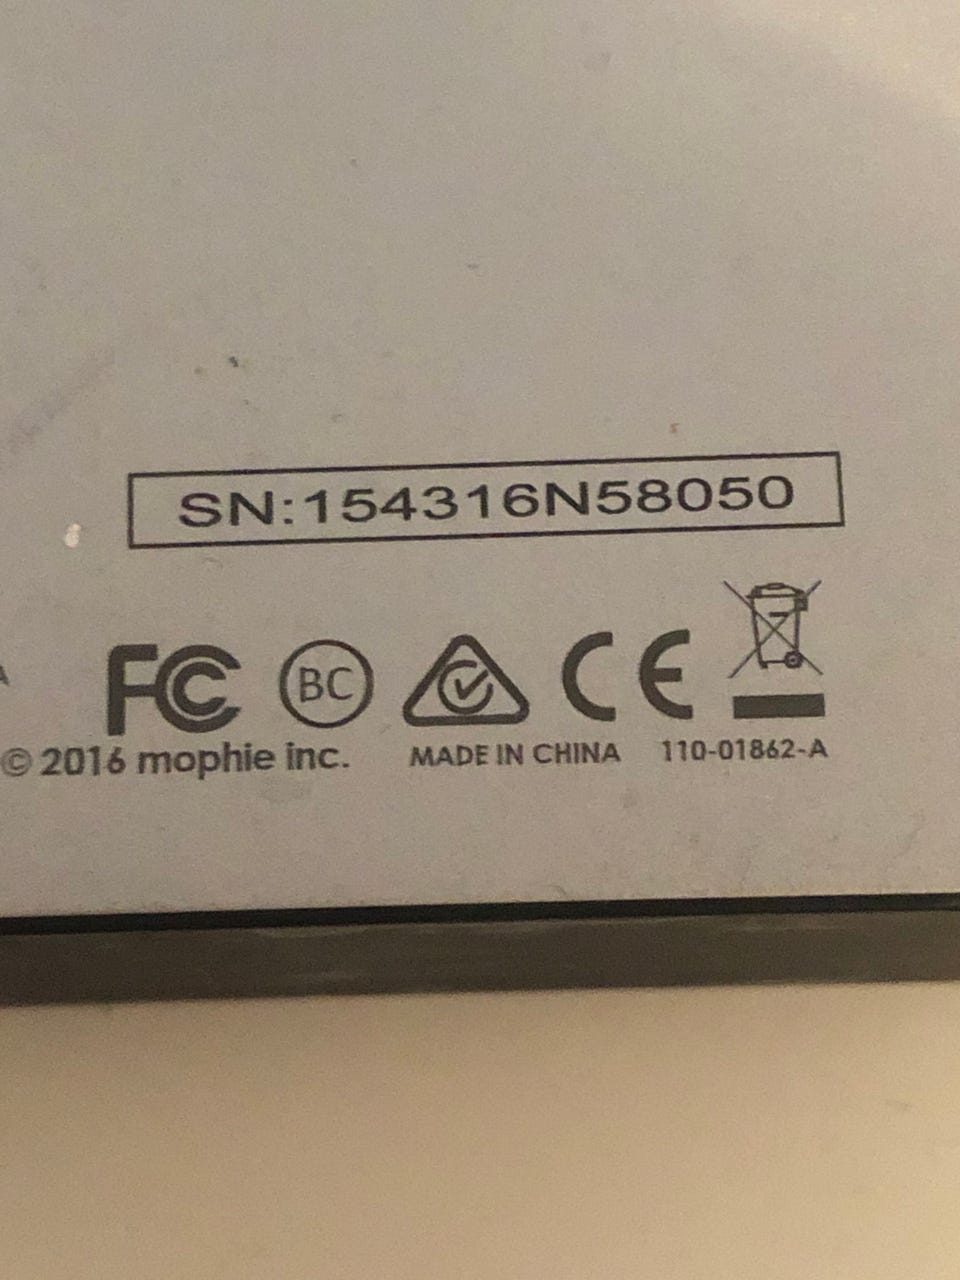 SN:154316N58050
FC BC CE
© 2016 mophie inc. MADE IN CHINA 110-01862-A